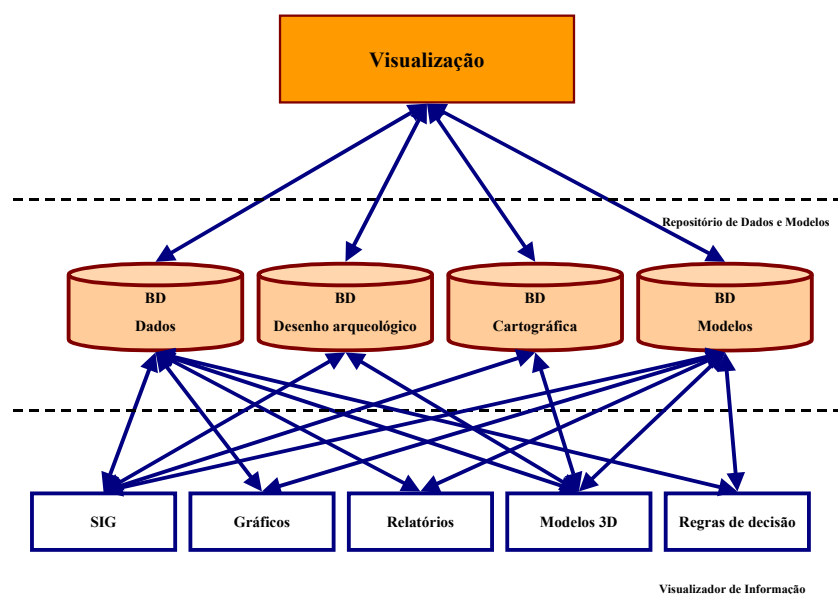 Visualização
Repositório de Dados e Modelos
BD
Dados
BD
Desenho arqueológico
BD
Cartográfica
BD
Modelos
SIG
Gráficos
Relatórios
Modelos 3D
Regras de decisão
Visualizador de Informação